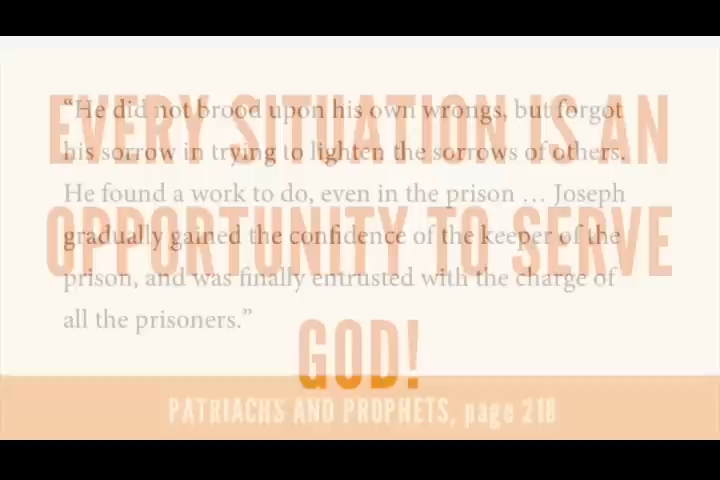 EVERY SITUATION IS AN
OPPORTUNITY TO SERVE
GOD!
“He did not brood upon his own wrongs, but forgot
his sorrow in trying to lighten the sorrows of others.
He found a work to do, even in the prison … Joseph
gradually gained the confidence of the keeper of the
prison, and was finally entrusted with the charge of
all the prisoners.”
PATRIACHS AND PROPHETS, page 218